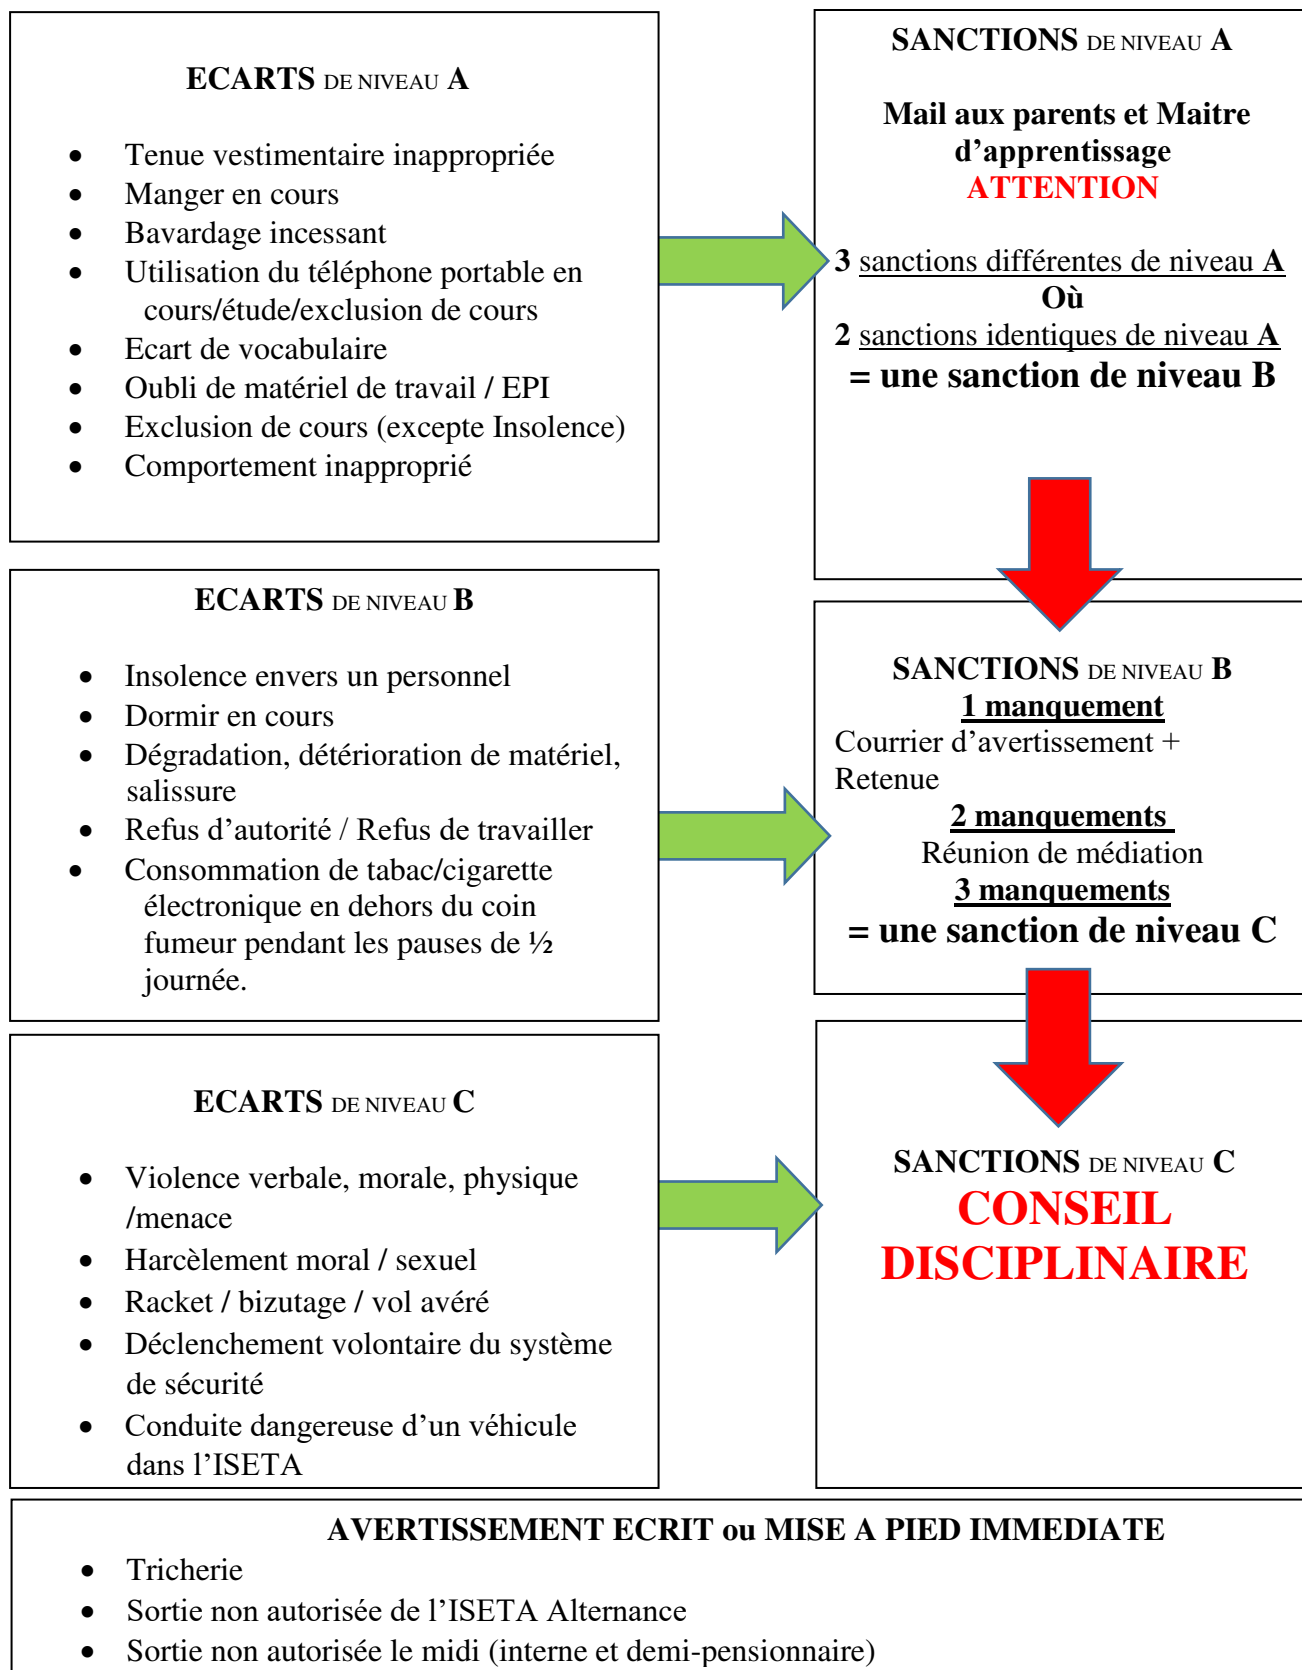 ECARTS DE NIVEAU A
• Tenue vestimentaire inappropriée
• Manger en cours
• Bavardage incessant
• Utilisation du téléphone portable en
cours/étude/exclusion de cours
• Ecart de vocabulaire
• Oubli de matériel de travail / EPI
• Exclusion de cours (excepte Insolence)
• Comportement inapproprié
SANCTIONS DE NIVEAU A
Mail aux parents et Maitre
d’apprentissage
ATTENTION
3 sanctions différentes de niveau A
Où
2 sanctions identiques de niveau A
= une sanction de niveau B
ECARTS DE NIVEAU B
• Insolence envers un personnel
• Dormir en cours
• Dégradation, détérioration de matériel,
salissure
• Refus d’autorité / Refus de travailler
• Consommation de tabac/cigarette
électronique en dehors du coin
fumeur pendant les pauses de ½
journée.
SANCTIONS DE NIVEAU B
1 manquement
Courrier d’avertissement +
Retenue
2 manquements
Réunion de médiation
3 manquements
= une sanction de niveau C
ECARTS DE NIVEAU C
• Violence verbale, morale, physique
/menace
• Harcèlement moral / sexuel
• Racket / bizutage / vol avéré
• Déclenchement volontaire du système
de sécurité
• Conduite dangereuse d’un véhicule
dans l’ISETA
SANCTIONS DE NIVEAU C
CONSEIL
DISCIPLINAIRE
AVERTISSEMENT ECRIT ou MISE A PIED IMMEDIATE
• Tricherie
• Sortie non autorisée de l’ISETA Alternance
• Sortie non autorisée le midi (interne et demi-pensionnaire)